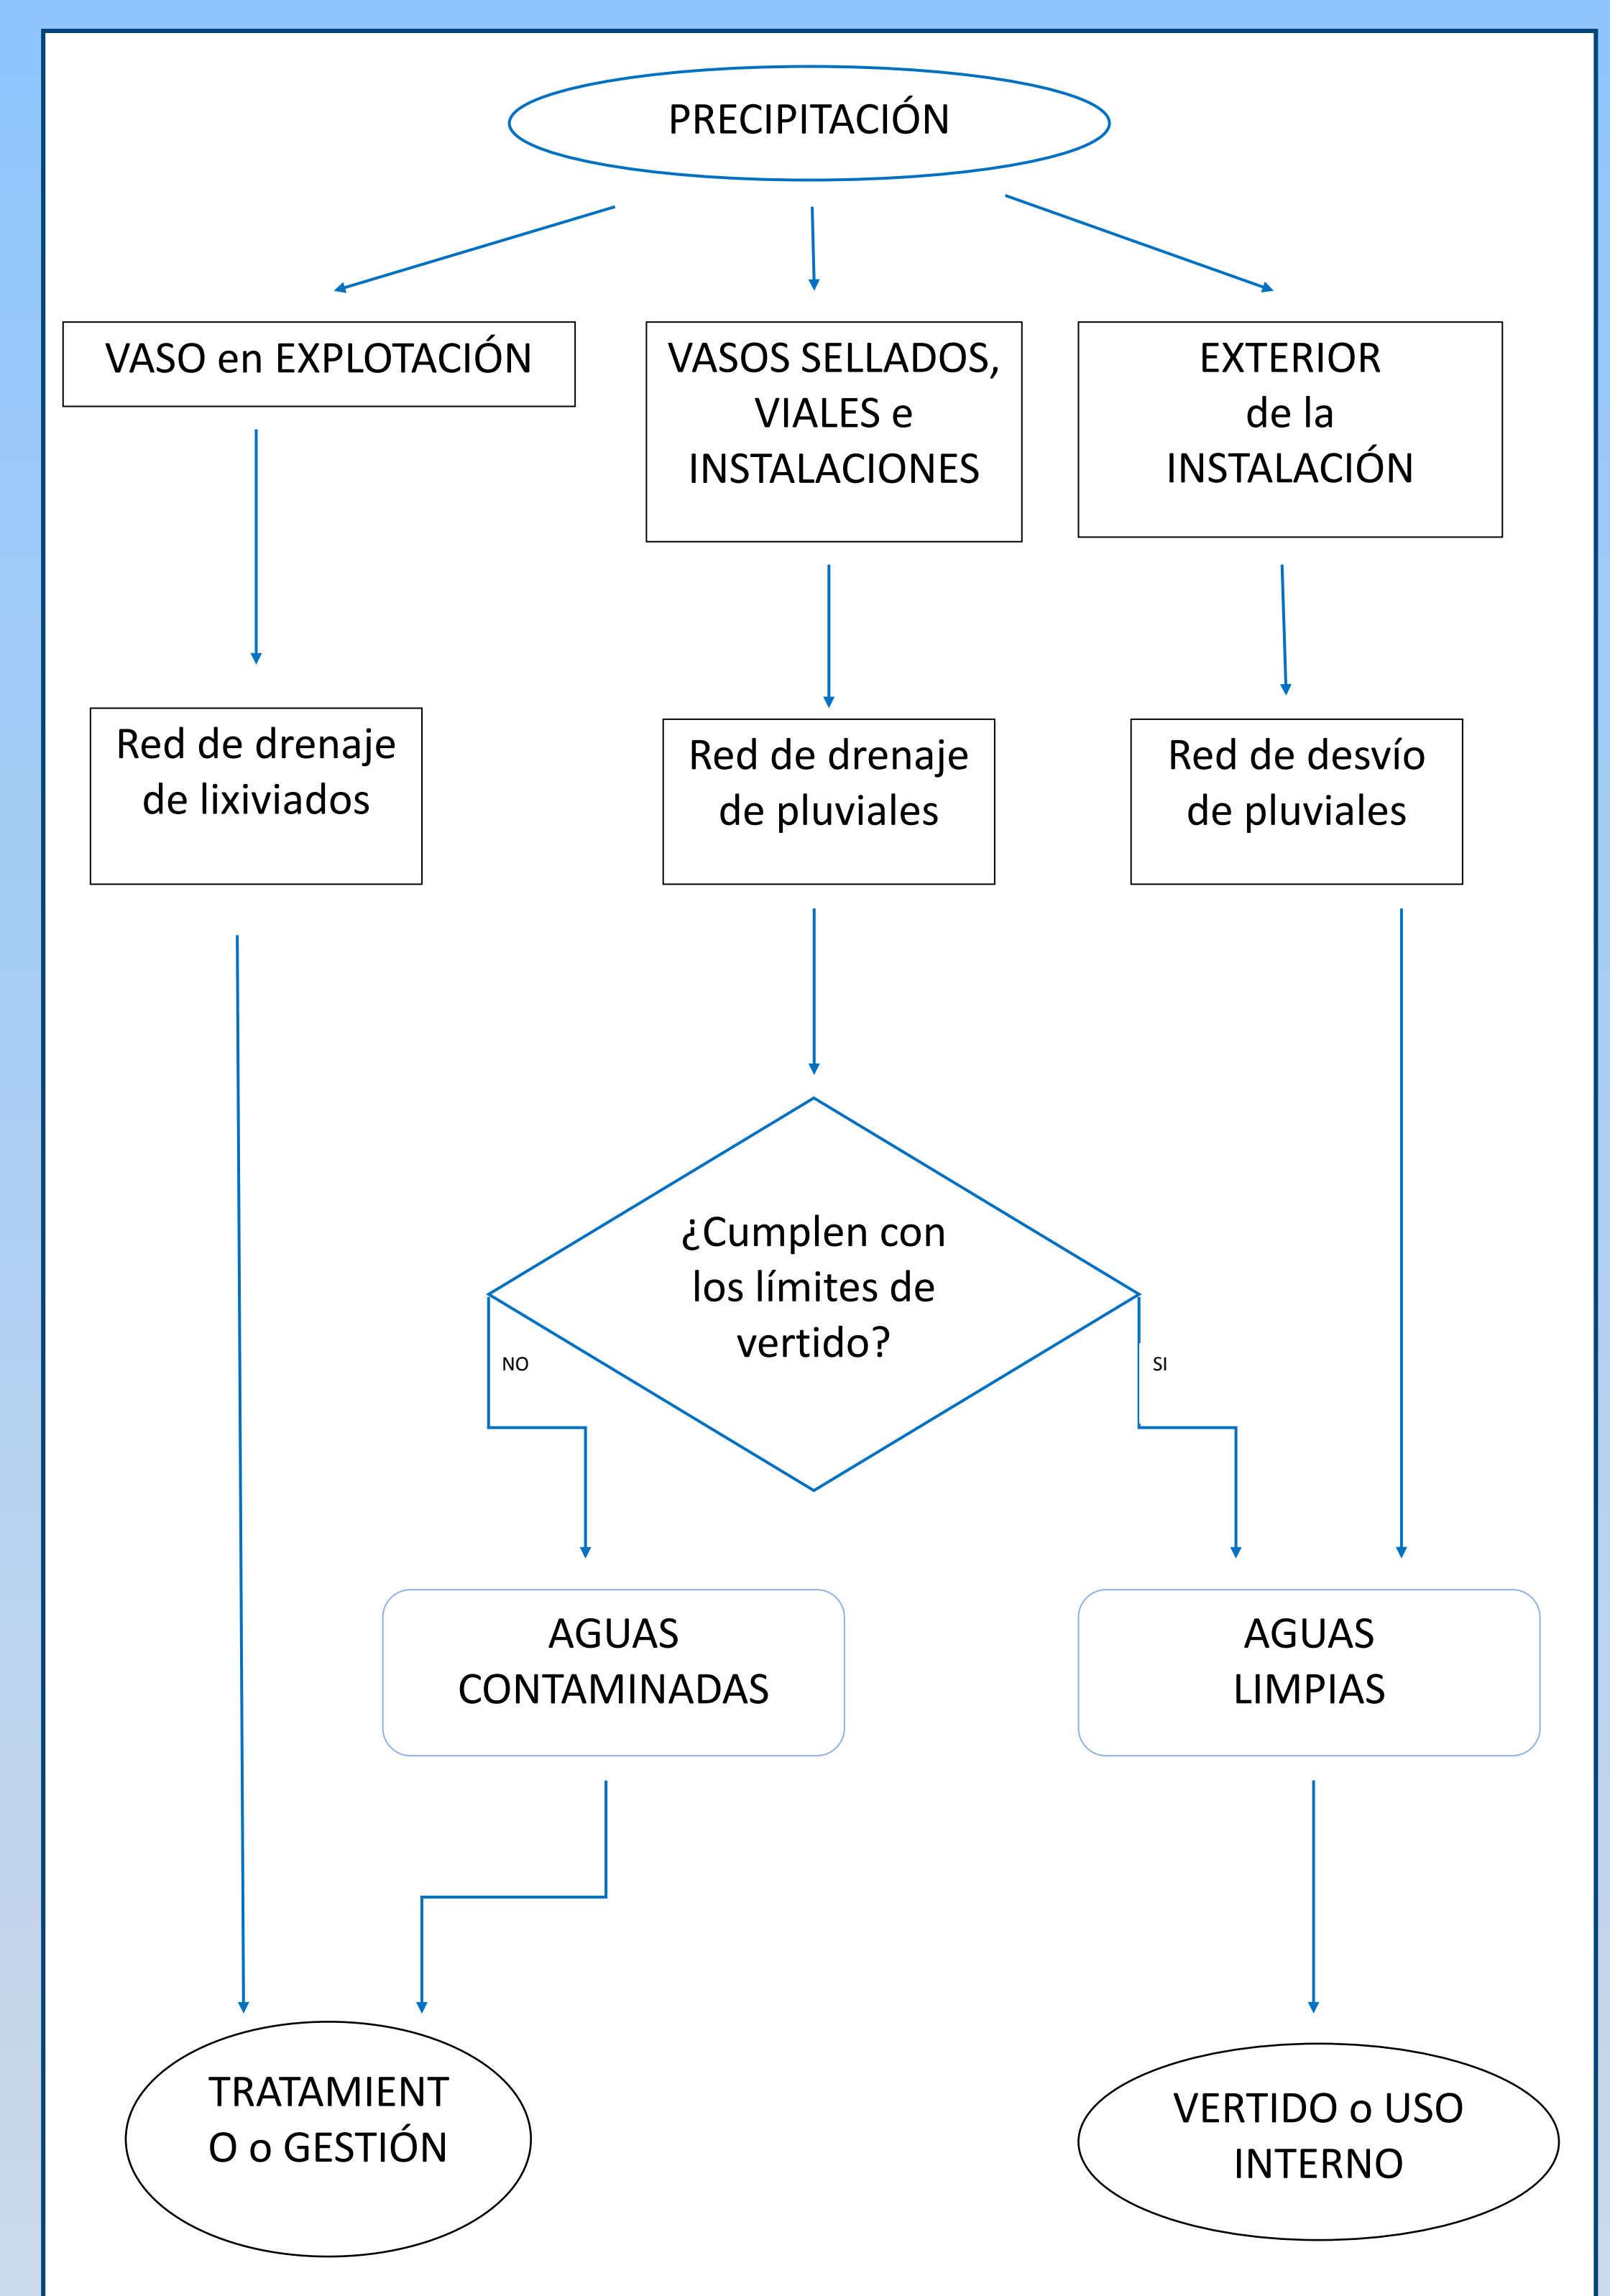 PRECIPITACIÓN
VASO en EXPLOTACIÓN
VASOS SELLADOS,
VIALES e
INSTALACIONES
EXTERIOR
de la
INSTALACIÓN
Red de drenaje
de lixiviados
Red de drenaje
de pluviales
Red de desvío
de pluviales
¿Cumplen con
los límites de
vertido?
NO
SI
AGUAS
CONTAMINADAS
AGUAS
LIMPIAS
TRATAMIENT
O o GESTIÓN
VERTIDO o USO
INTERNO